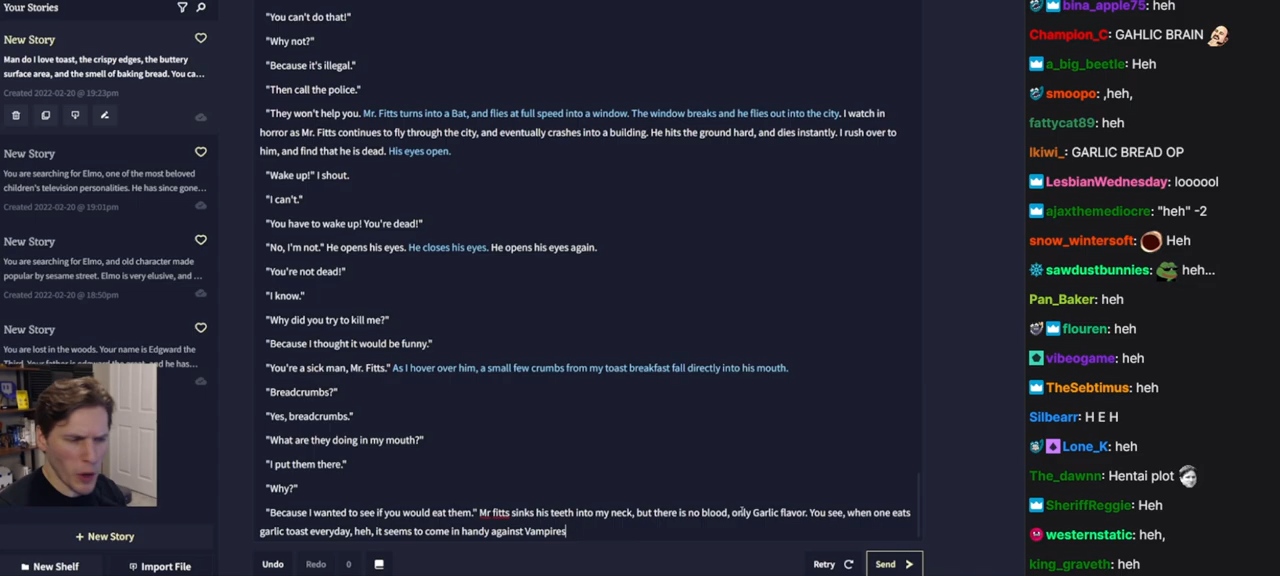 Your Stories
New Story
Man do I love toast, the crispy edges, the buttery
surface area, and the smell of baking bread. You ca...
Created 2022-02-20 @ 19:23pm
New Story
You are searching for Elmo, one of the most beloved
children's television personalities. He has since gone...
Created 2022-02-20 @ 19:01pm
New Story
You are searching for Elmo, and old character made
popular by sesame street. Elmo is very elusive, and ...
Created 2022-02-20 @ 18:50pm
New Story
You are lost in the woods. Your name is Edgward the
+ New Story
New Shelf
Import File
"You can't do that!"
"Why not?"
"Because it's illegal."
"Then call the police."
"They won't help you. Mr. Fitts turns into a Bat, and flies at full speed into a window. The window breaks and he flies out into the city. I watch in
horror as Mr. Fitts continues to fly through the city, and eventually crashes into a building. He hits the ground hard, and dies instantly. I rush over to
him, and find that he is dead. His eyes open.
"Wake up!" I shout.
"I can't."
"You have to wake up! You're dead!"
"No, I'm not." He opens his eyes. He closes his eyes. He opens his eyes again.
"You're not dead!"
"I know."
"Why did you try to kill me?"
"Because I thought it would be funny."
"You're a sick man, Mr. Fitts." As I hover over him, a small few crumbs from my toast breakfast fall directly into his mouth.
"Breadcrumbs?"
"Yes, breadcrumbs."
"What are they doing in my mouth?"
"I put them there."
"Why?"
"Because I wanted to see if you would eat them." Mr fitts sinks his teeth into my neck, but there is no blood, only Garlic flavor. You see, when one eats
garlic toast everyday, heh, it seems to come in handy against Vampires
Undo
Redo
0
Retry
Send
bina_apple75: heh
Champion_C: GAHLIC BRAIN
a_big_beetle: Heh
smoopo: ,heh,
fattycat89: heh
Ikiwi_: GARLIC BREAD OP
LesbianWednesday: loooool
ajaxthemediocre: "heh" -2
snow_wintersoft: Heh
sawdustbunnies: heh...
Pan_Baker: heh
flouren: heh
vibeogame: heh
TheSebtimus: heh
Silbearr: H E H
Lone_K: heh
The_dawnn: Hentai plot
SheriffReggie: Heh
westernstatic: heh,
king_graveth: heh